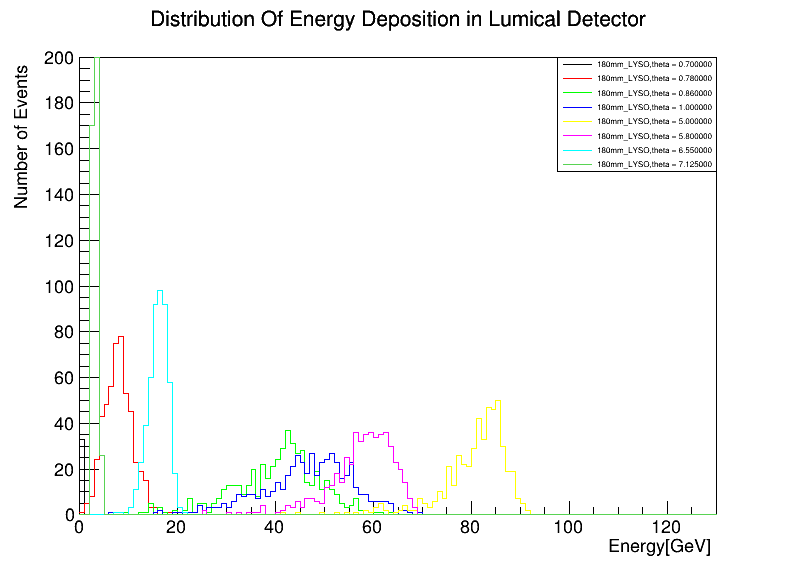 Distribution Of Energy Deposition in Lumical Detector
Number of Events
200
180
160
140
120
100
80
60
40
20
0
180mm_LYSO,theta = 0.700000
180mm_LYSO,theta = 0.780000
180mm_LYSO,theta = 0.860000
180mm_LYSO,theta = 1.000000
180mm_LYSO,theta = 5.000000
180mm_LYSO,theta = 5.800000
180mm_LYSO,theta = 6.550000
180mm_LYSO,theta = 7.125000
0 20 40 60 80 100 120
Energy[GeV]